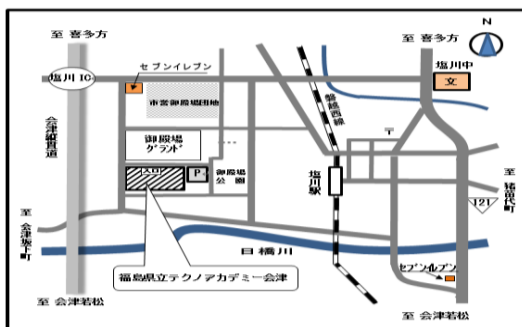 N
至 喜多方
至 喜多方
セブンイレブン
塩川中
塩川 IC
文
市営御殿場団地
磐越西線
会津縦貫道
御殿場
グランド
〒
入口
P
御殿場
公園
塩川駅
至 猪苗代町
121
至 会津坂下町
日橋川
セブンイレブン
福島県立テクノアカデミー会津
至 会津若松
至 会津若松